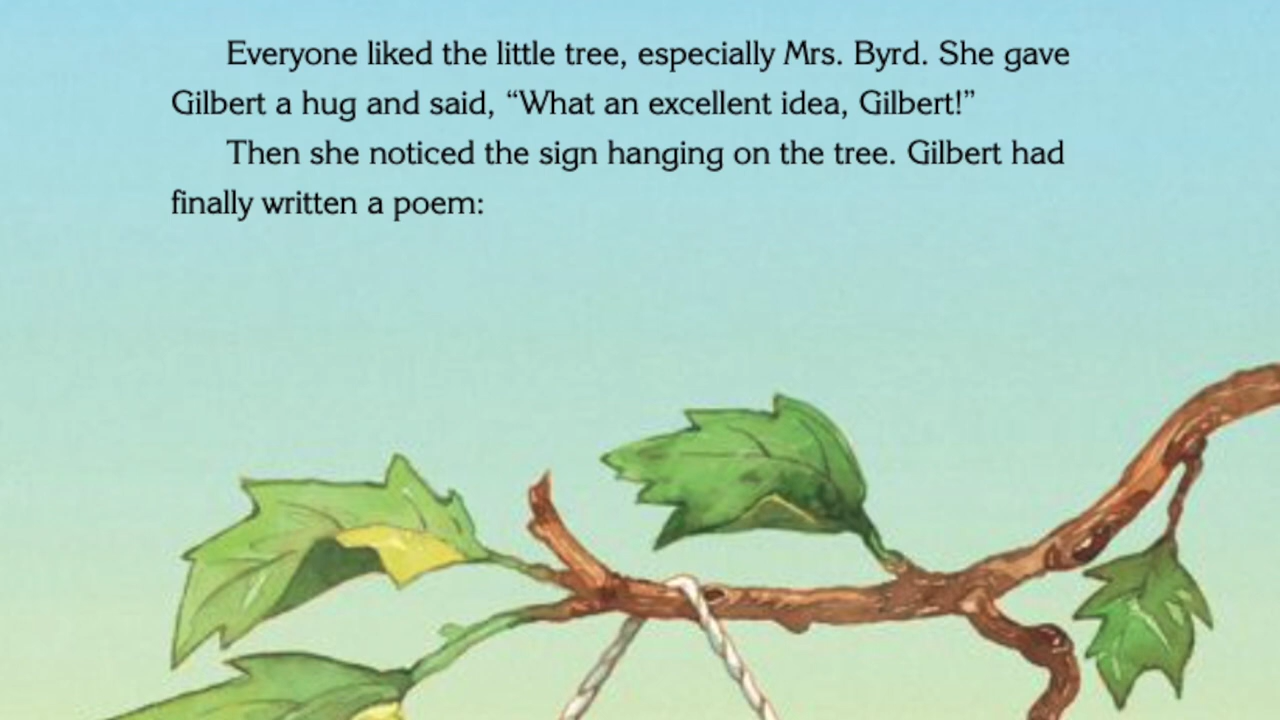 Everyone liked the little tree, especially Mrs. Byrd. She gave
Gilbert a hug and said, “What an excellent idea, Gilbert!”
Then she noticed the sign hanging on the tree. Gilbert had
finally written a poem: